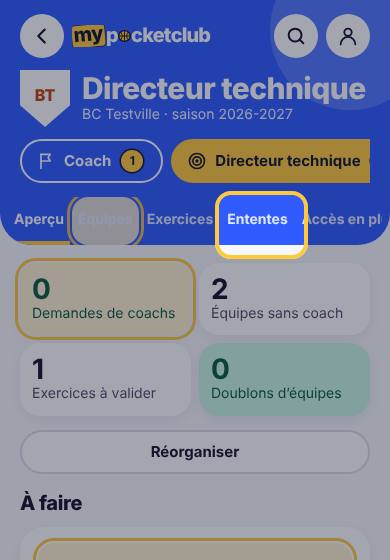 mypocketclub
BT
Directeur technique
BC Testville · saison 2026-2027
Coach 1
Directeur technique
Aperçu Équipes Exercices Ententes Accès en pl
0
Demandes de coachs
2
Équipes sans coach
1
Exercices à valider
0
Doublons d’équipes
Réorganiser
À faire